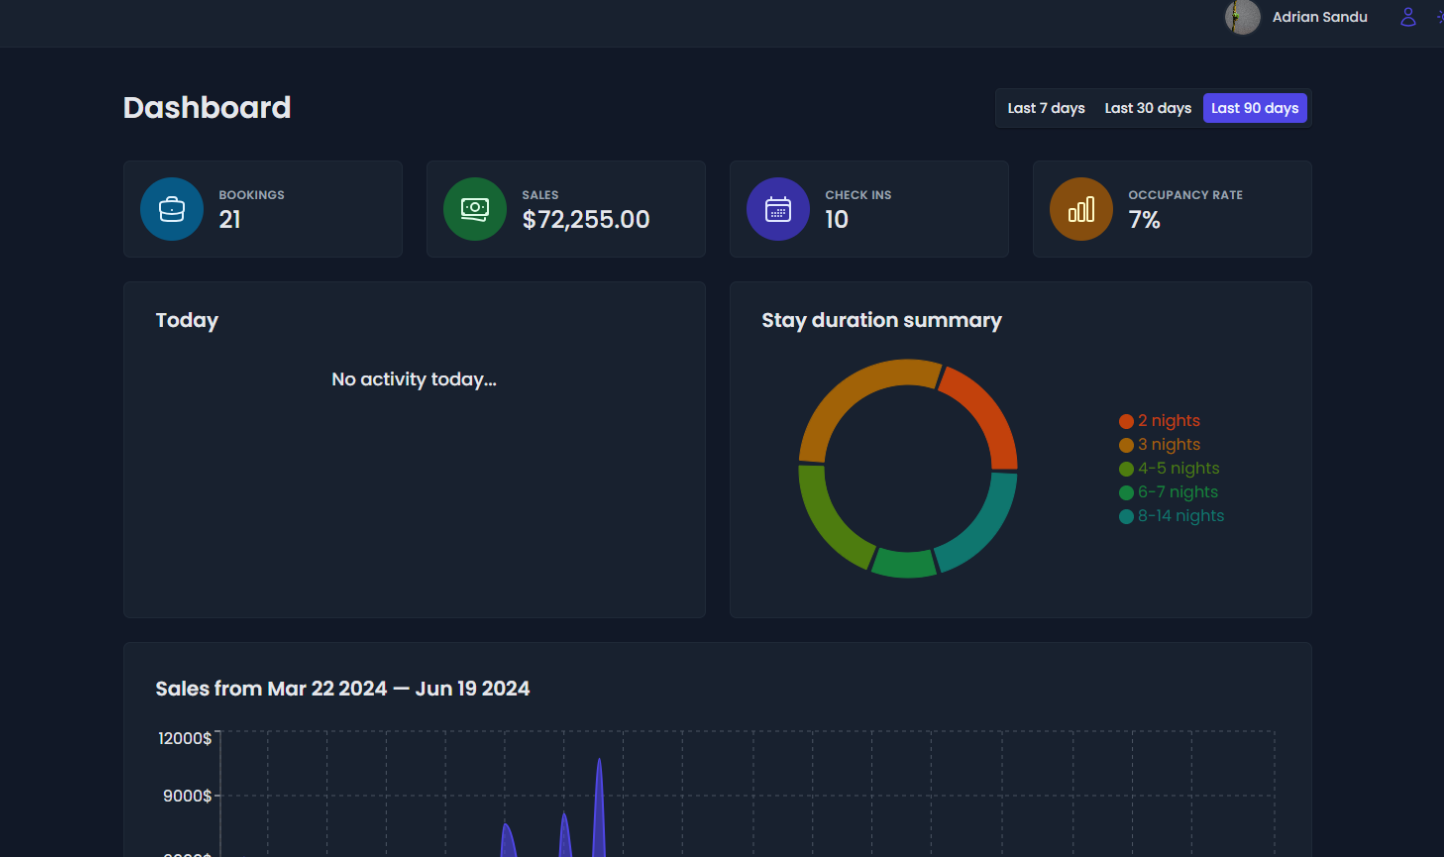 Adrian Sandu
Dashboard
Last 7 days Last 30 days Last 90 days
BOOKINGS
21
SALES
$72,255.00
CHECK INS
10
OCCUPANCY RATE
7%
Today
No activity today...
Stay duration summary
2 nights
3 nights
4-5 nights
6-7 nights
8-14 nights
Sales from Mar 22 2024 — Jun 19 2024
12000$
9000$